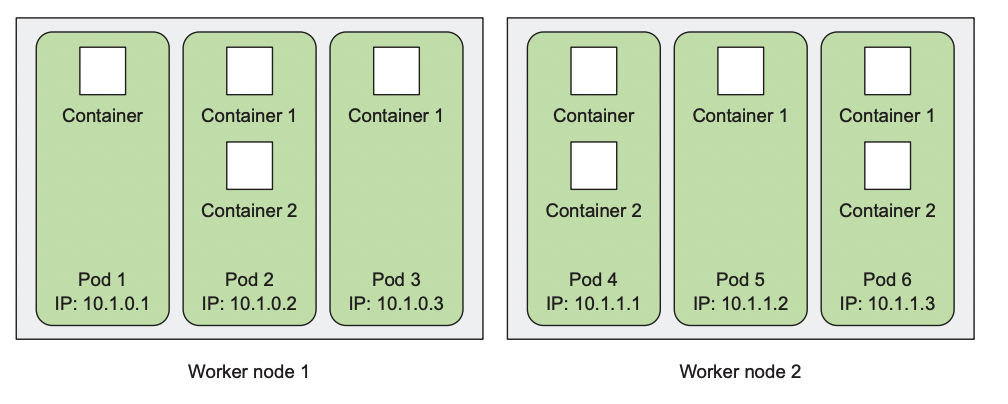 Container
Container 1
Container 1
Container 2
Pod 1
IP: 10.1.0.1
Pod 2
IP: 10.1.0.2
Pod 3
IP: 10.1.0.3
Worker node 1
Container
Container 1
Container 1
Container 2
Container 2
Pod 4
IP: 10.1.1.1
Pod 5
IP: 10.1.1.2
Pod 6
IP: 10.1.1.3
Worker node 2